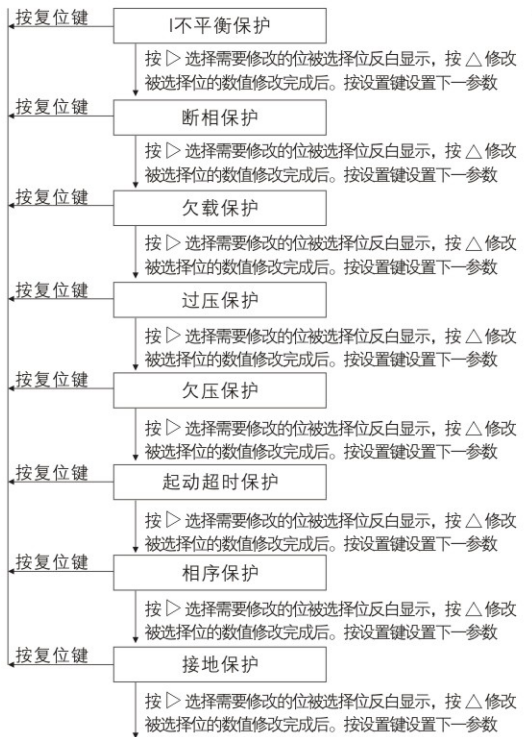 按复位键
I不平衡保护
按 ▷ 选择需要修改的位被选择位反白显示，按 △ 修改
被选择位的数值修改完成后。按设置键设置下一参数
按复位键
断相保护
按 ▷ 选择需要修改的位被选择位反白显示，按 △ 修改
被选择位的数值修改完成后。按设置键设置下一参数
按复位键
欠载保护
按 ▷ 选择需要修改的位被选择位反白显示，按 △ 修改
被选择位的数值修改完成后。按设置键设置下一参数
按复位键
过压保护
按 ▷ 选择需要修改的位被选择位反白显示，按 △ 修改
被选择位的数值修改完成后。按设置键设置下一参数
按复位键
欠压保护
按 ▷ 选择需要修改的位被选择位反白显示，按 △ 修改
被选择位的数值修改完成后。按设置键设置下一参数
按复位键
起动超时保护
按 ▷ 选择需要修改的位被选择位反白显示，按 △ 修改
被选择位的数值修改完成后。按设置键设置下一参数
按复位键
相序保护
按 ▷ 选择需要修改的位被选择位反白显示，按 △ 修改
被选择位的数值修改完成后。按设置键设置下一参数
按复位键
接地保护
按 ▷ 选择需要修改的位被选择位反白显示，按 △ 修改
被选择位的数值修改完成后。按设置键设置下一参数